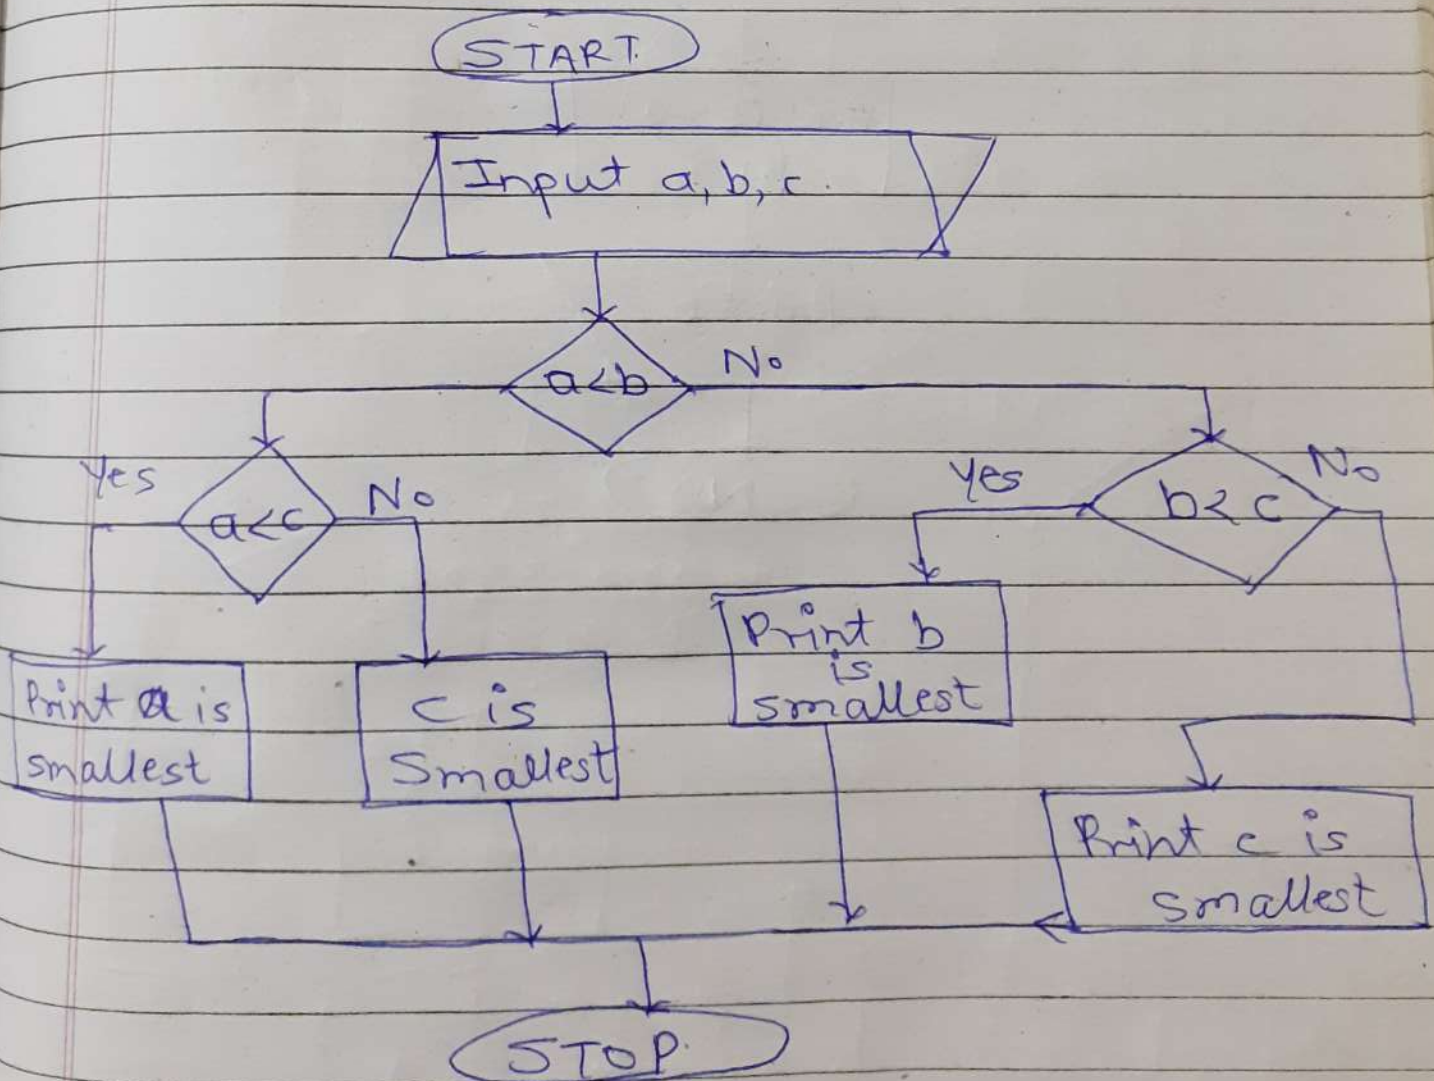 START.
Input a, b, c.
a<b
No
Yes
a<c
No
Yes
b<c
No
Print a is
smallest
c is
Smallest
Print b
is
smallest
Print c is
smallest
STOP.